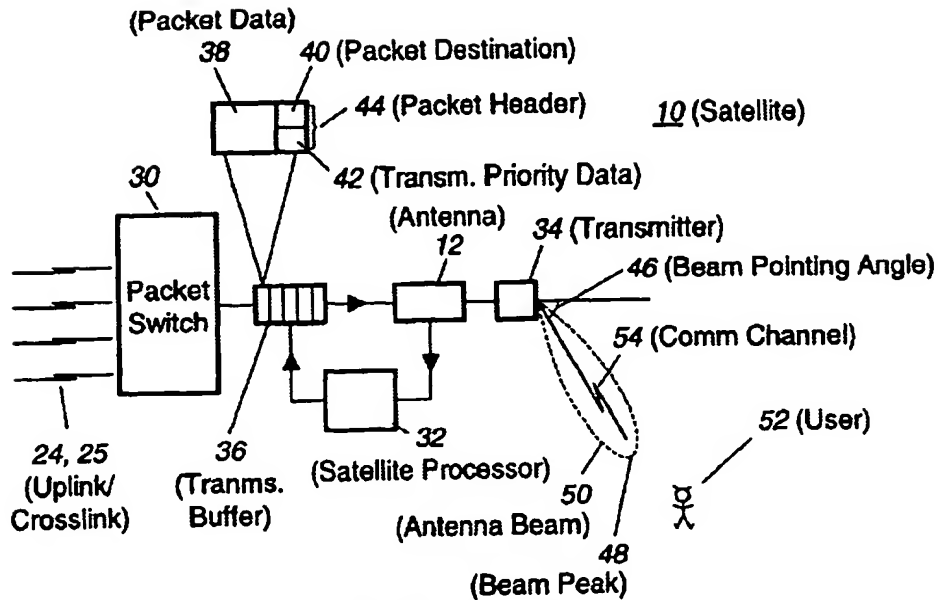 (Packet Data)
38
40 (Packet Destination)
44 (Packet Header)
10 (Satellite)
42 (Transm. Priority Data)
30
(Antenna)
12
34 (Transmitter)
46 (Beam Pointing Angle)
Packet
Switch
54 (Comm Channel)
24, 25
(Uplink/
Crosslink)
36
(Tranms.
Buffer)
32
(Satellite Processor)
52 (User)
50
(Antenna Beam)
48
(Beam Peak)